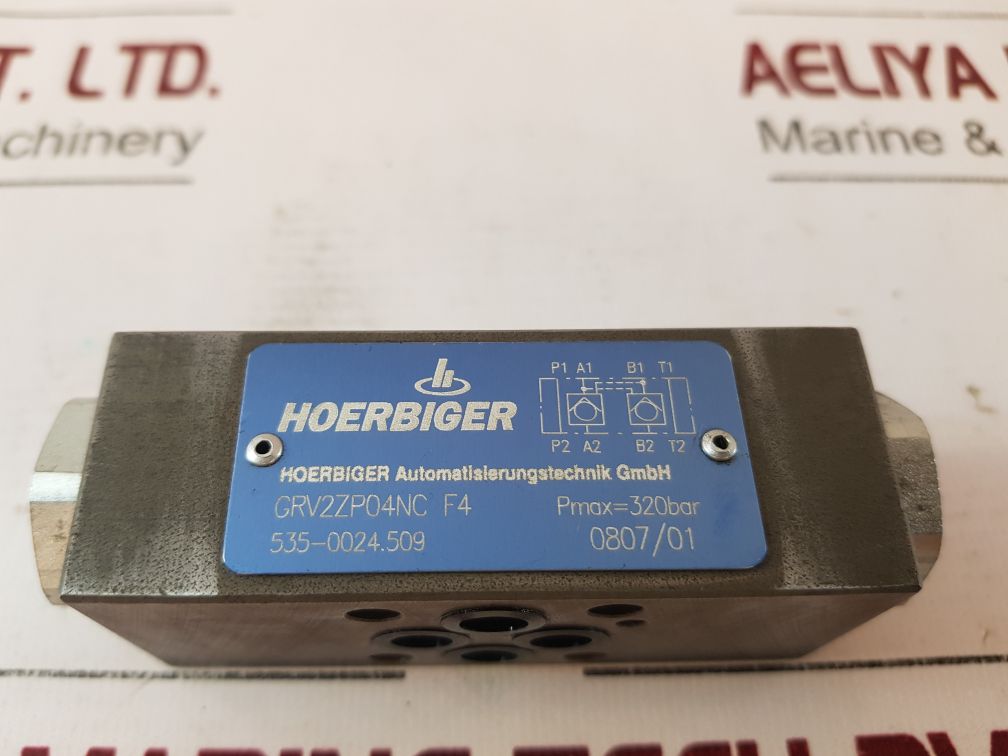 T. LTD.
chinery
AELIYA
Marine &
HOERBIGER
P1 A1 B1 T1
P2 A2 B2 T2
HOERBIGER Automatisierungstechnik GmbH
GRV2ZP04NC F4 Pmax=320bar
535-0024.509 0807/01